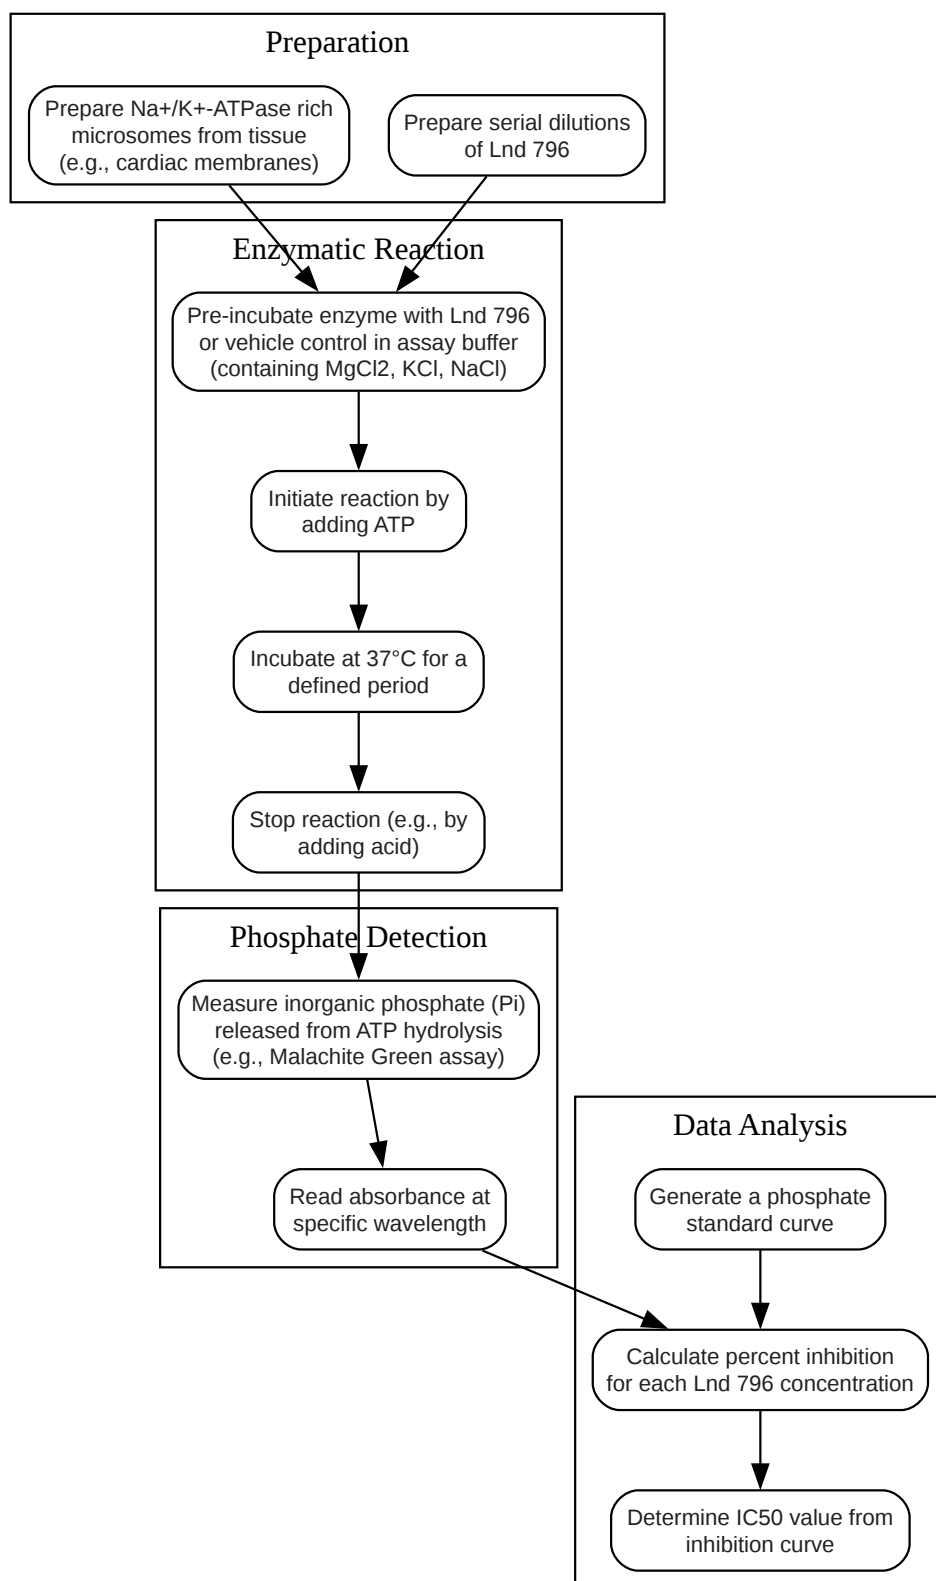 Preparation
Prepare Na+/K+-ATPase rich
microsomes from tissue
(e.g., cardiac membranes)
Prepare serial dilutions
of Lnd 796
Enzymatic Reaction
Pre-incubate enzyme with Lnd 796
or vehicle control in assay buffer
(containing MgCl2, KCl, NaCl)
Initiate reaction by
adding ATP
Incubate at 37°C for a
defined period
Stop reaction (e.g., by
adding acid)
Phosphate Detection
Measure inorganic phosphate (Pi)
released from ATP hydrolysis
(e.g., Malachite Green assay)
Read absorbance at
specific wavelength
Data Analysis
Generate a phosphate
standard curve
Calculate percent inhibition
for each Lnd 796 concentration
Determine IC50 value from
inhibition curve